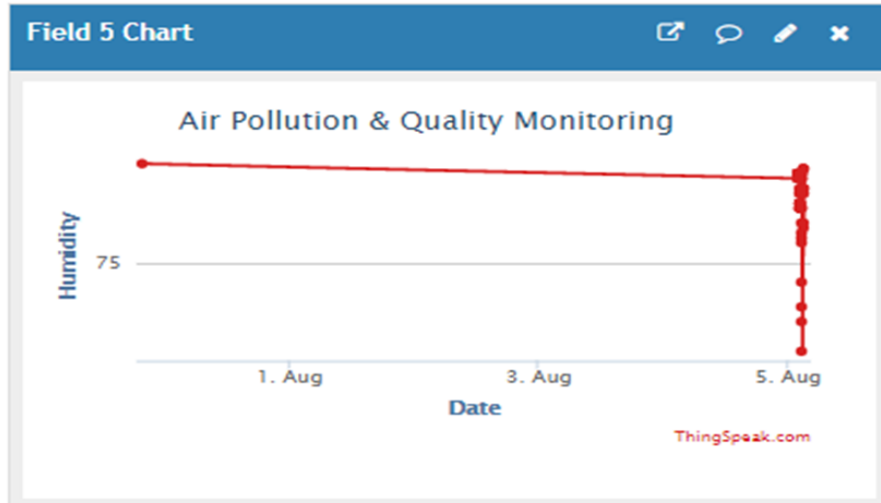 Field 5 Chart
Air Pollution & Quality Monitoring
Humidity
75
1. Aug
3. Aug
5. Aug
Date
ThingSpeak.com